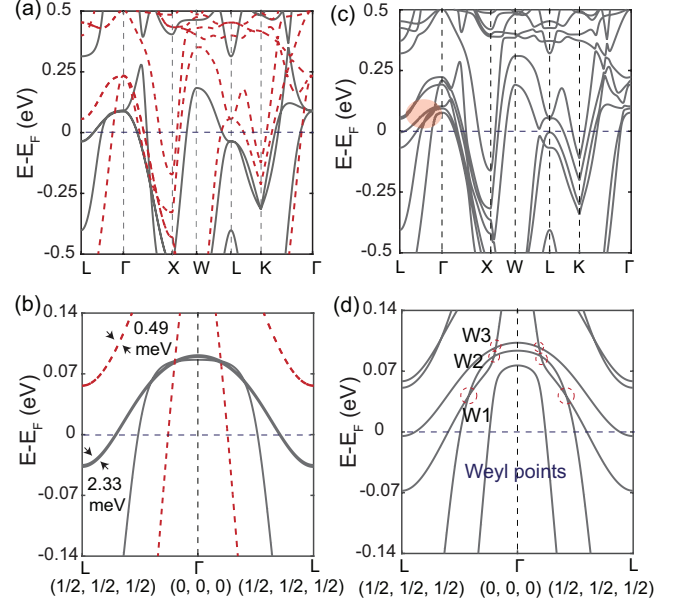 (a)
0.5
0.25
0
-0.25
-0.5
E-E_F (eV)
L Γ X W L K Γ
(c)
0.5
0.25
0
-0.25
-0.5
E-E_F (eV)
L Γ X W L K Γ
(b)
0.14
0.07
0
-0.07
-0.14
E-E_F (eV)
0.49
meV
2.33
meV
L Γ L
(1/2, 1/2, 1/2) (0, 0, 0) (1/2, 1/2, 1/2)
(d)
0.14
0.07
0
-0.07
-0.14
E-E_F (eV)
W3
W2
W1
Weyl points
L Γ L
(1/2, 1/2, 1/2) (0, 0, 0) (1/2, 1/2, 1/2)